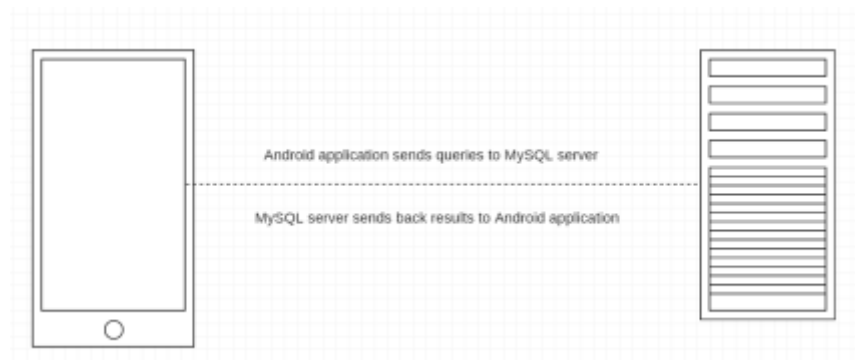 Android application sends queries to MySQL server
MySQL server sends back results to Android application